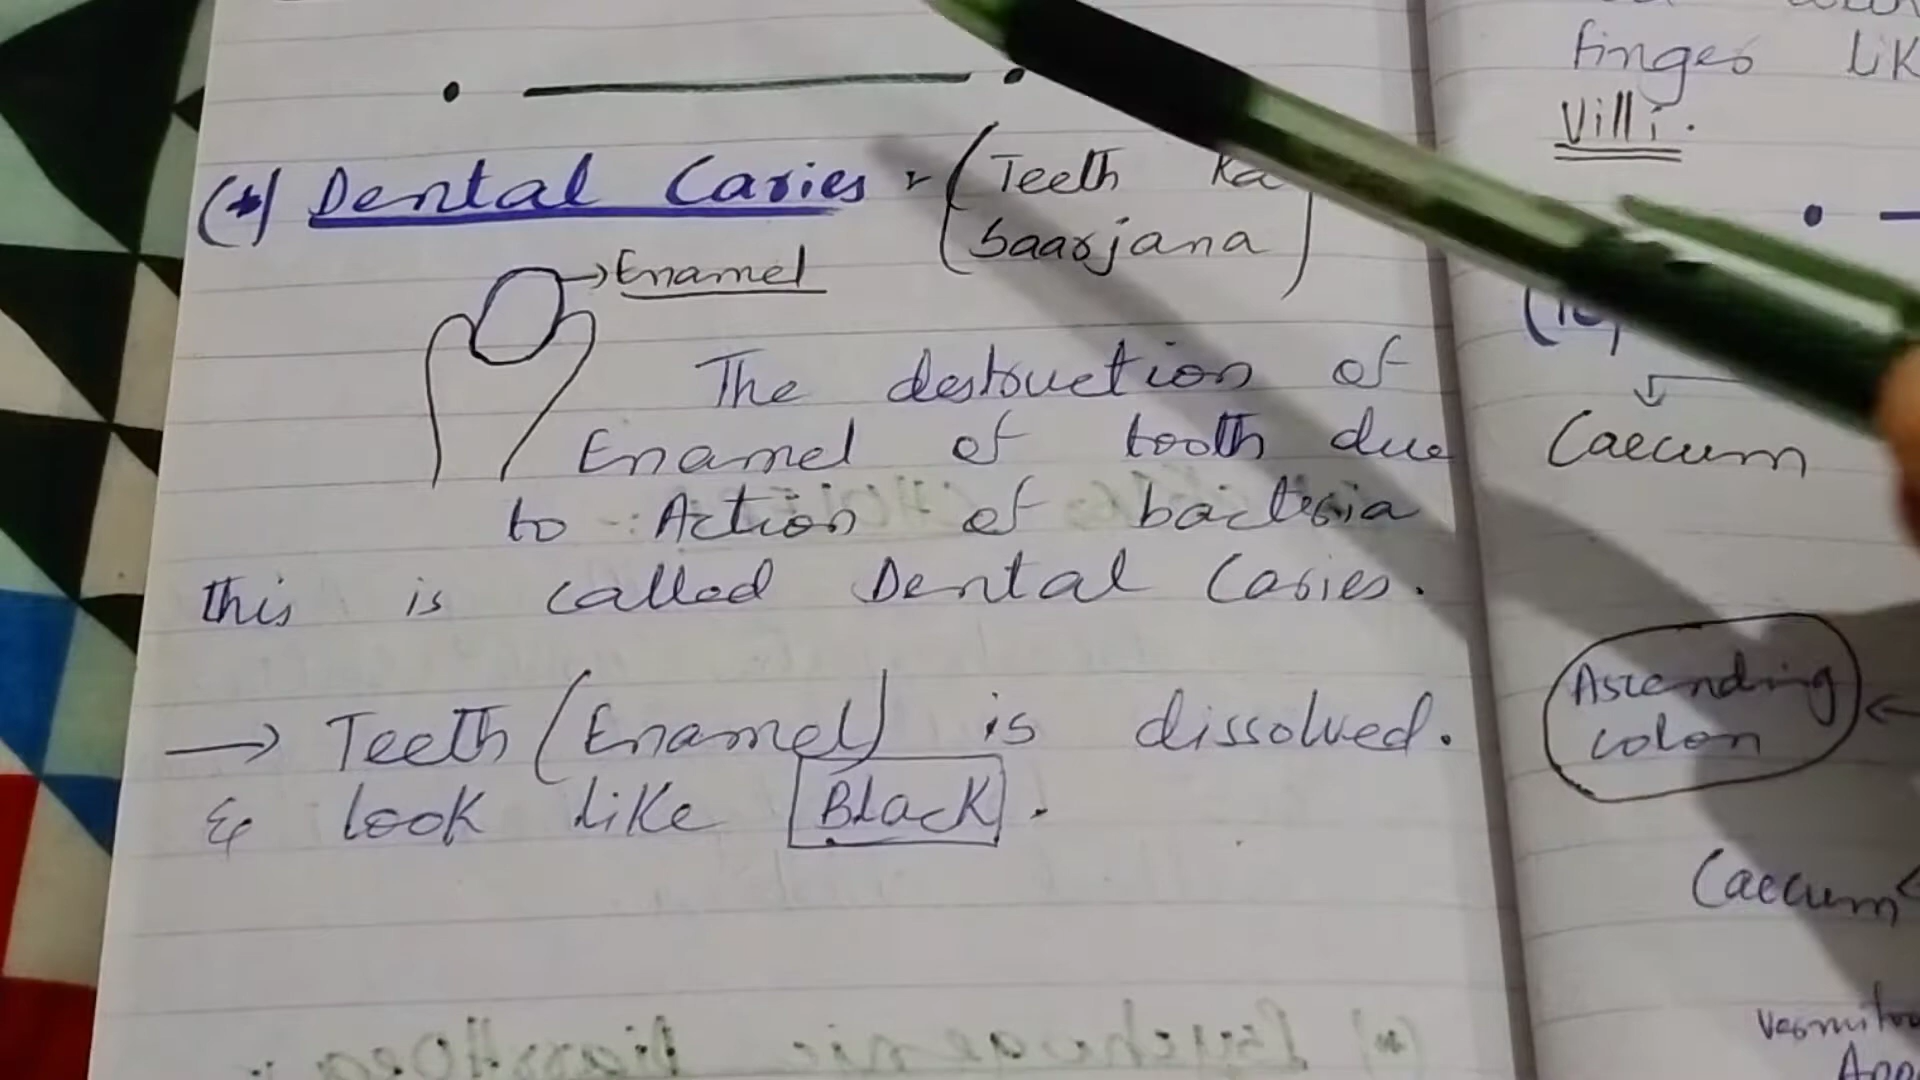 (*) Dental Caries :- (Teeth Ka
Saarjana)
→ Enamel
The destruction of
Enamel of tooth due
to Action of bacteria
this is called Dental Caries.
→ Teeth (Enamel) is dissolved.
& look like Black.
finger lik
Villi.
Caecum
Ascending
colon
Caecum